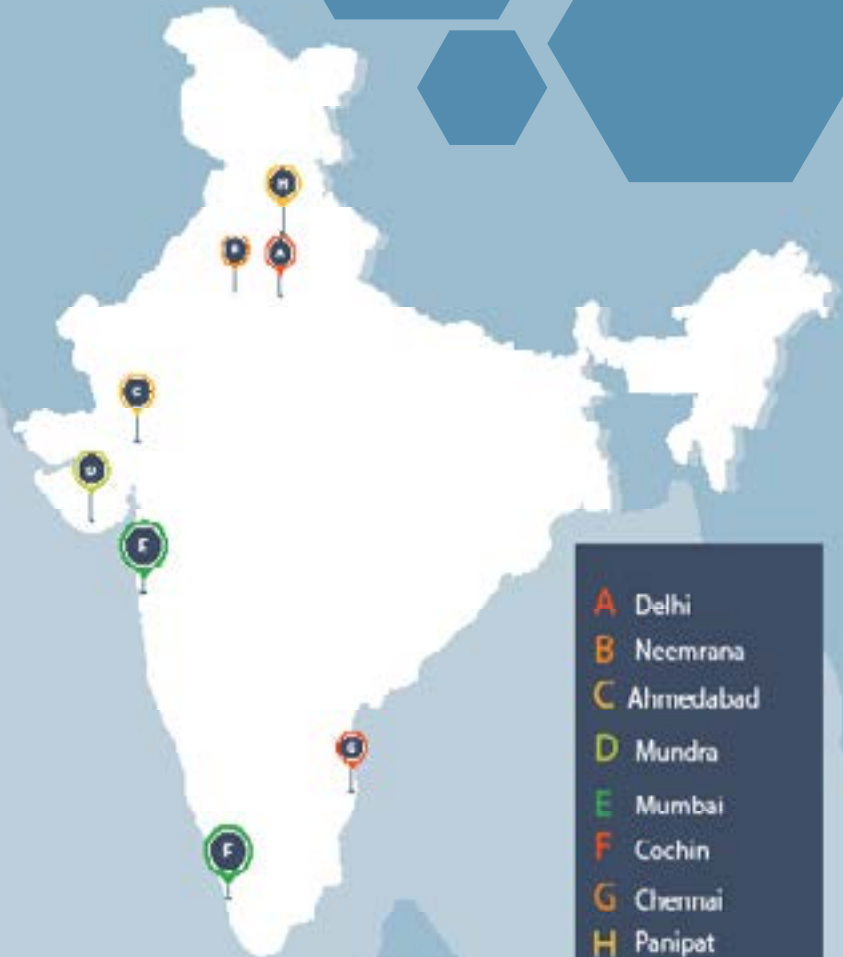 H
B
A
C
D
E
G
F
A Delhi
B Neemrana
C Ahmedabad
D Mundra
E Mumbai
F Cochin
G Chennai
H Panipat